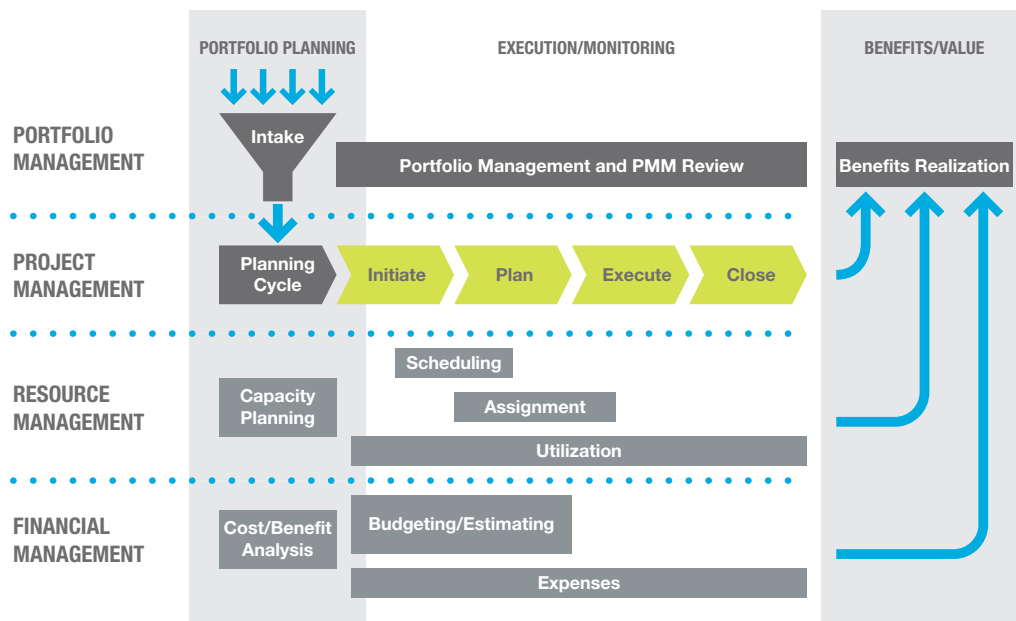 PORTFOLIO PLANNING
EXECUTION/MONITORING
BENEFITS/VALUE
PORTFOLIO
MANAGEMENT
Intake
Portfolio Management and PMM Review
Benefits Realization
PROJECT
MANAGEMENT
Planning
Cycle
Initiate
Plan
Execute
Close
RESOURCE
MANAGEMENT
Capacity
Planning
Scheduling
Assignment
Utilization
FINANCIAL
MANAGEMENT
Cost/Benefit
Analysis
Budgeting/Estimating
Expenses